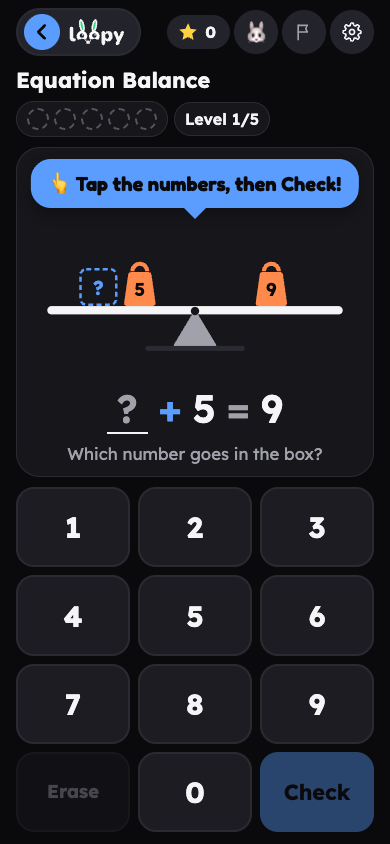 loopy
0
Equation Balance
Level 1/5
👆 Tap the numbers, then Check!
? 5 9
? + 5 = 9
Which number goes in the box?
1 2 3
4 5 6
7 8 9
Erase 0 Check